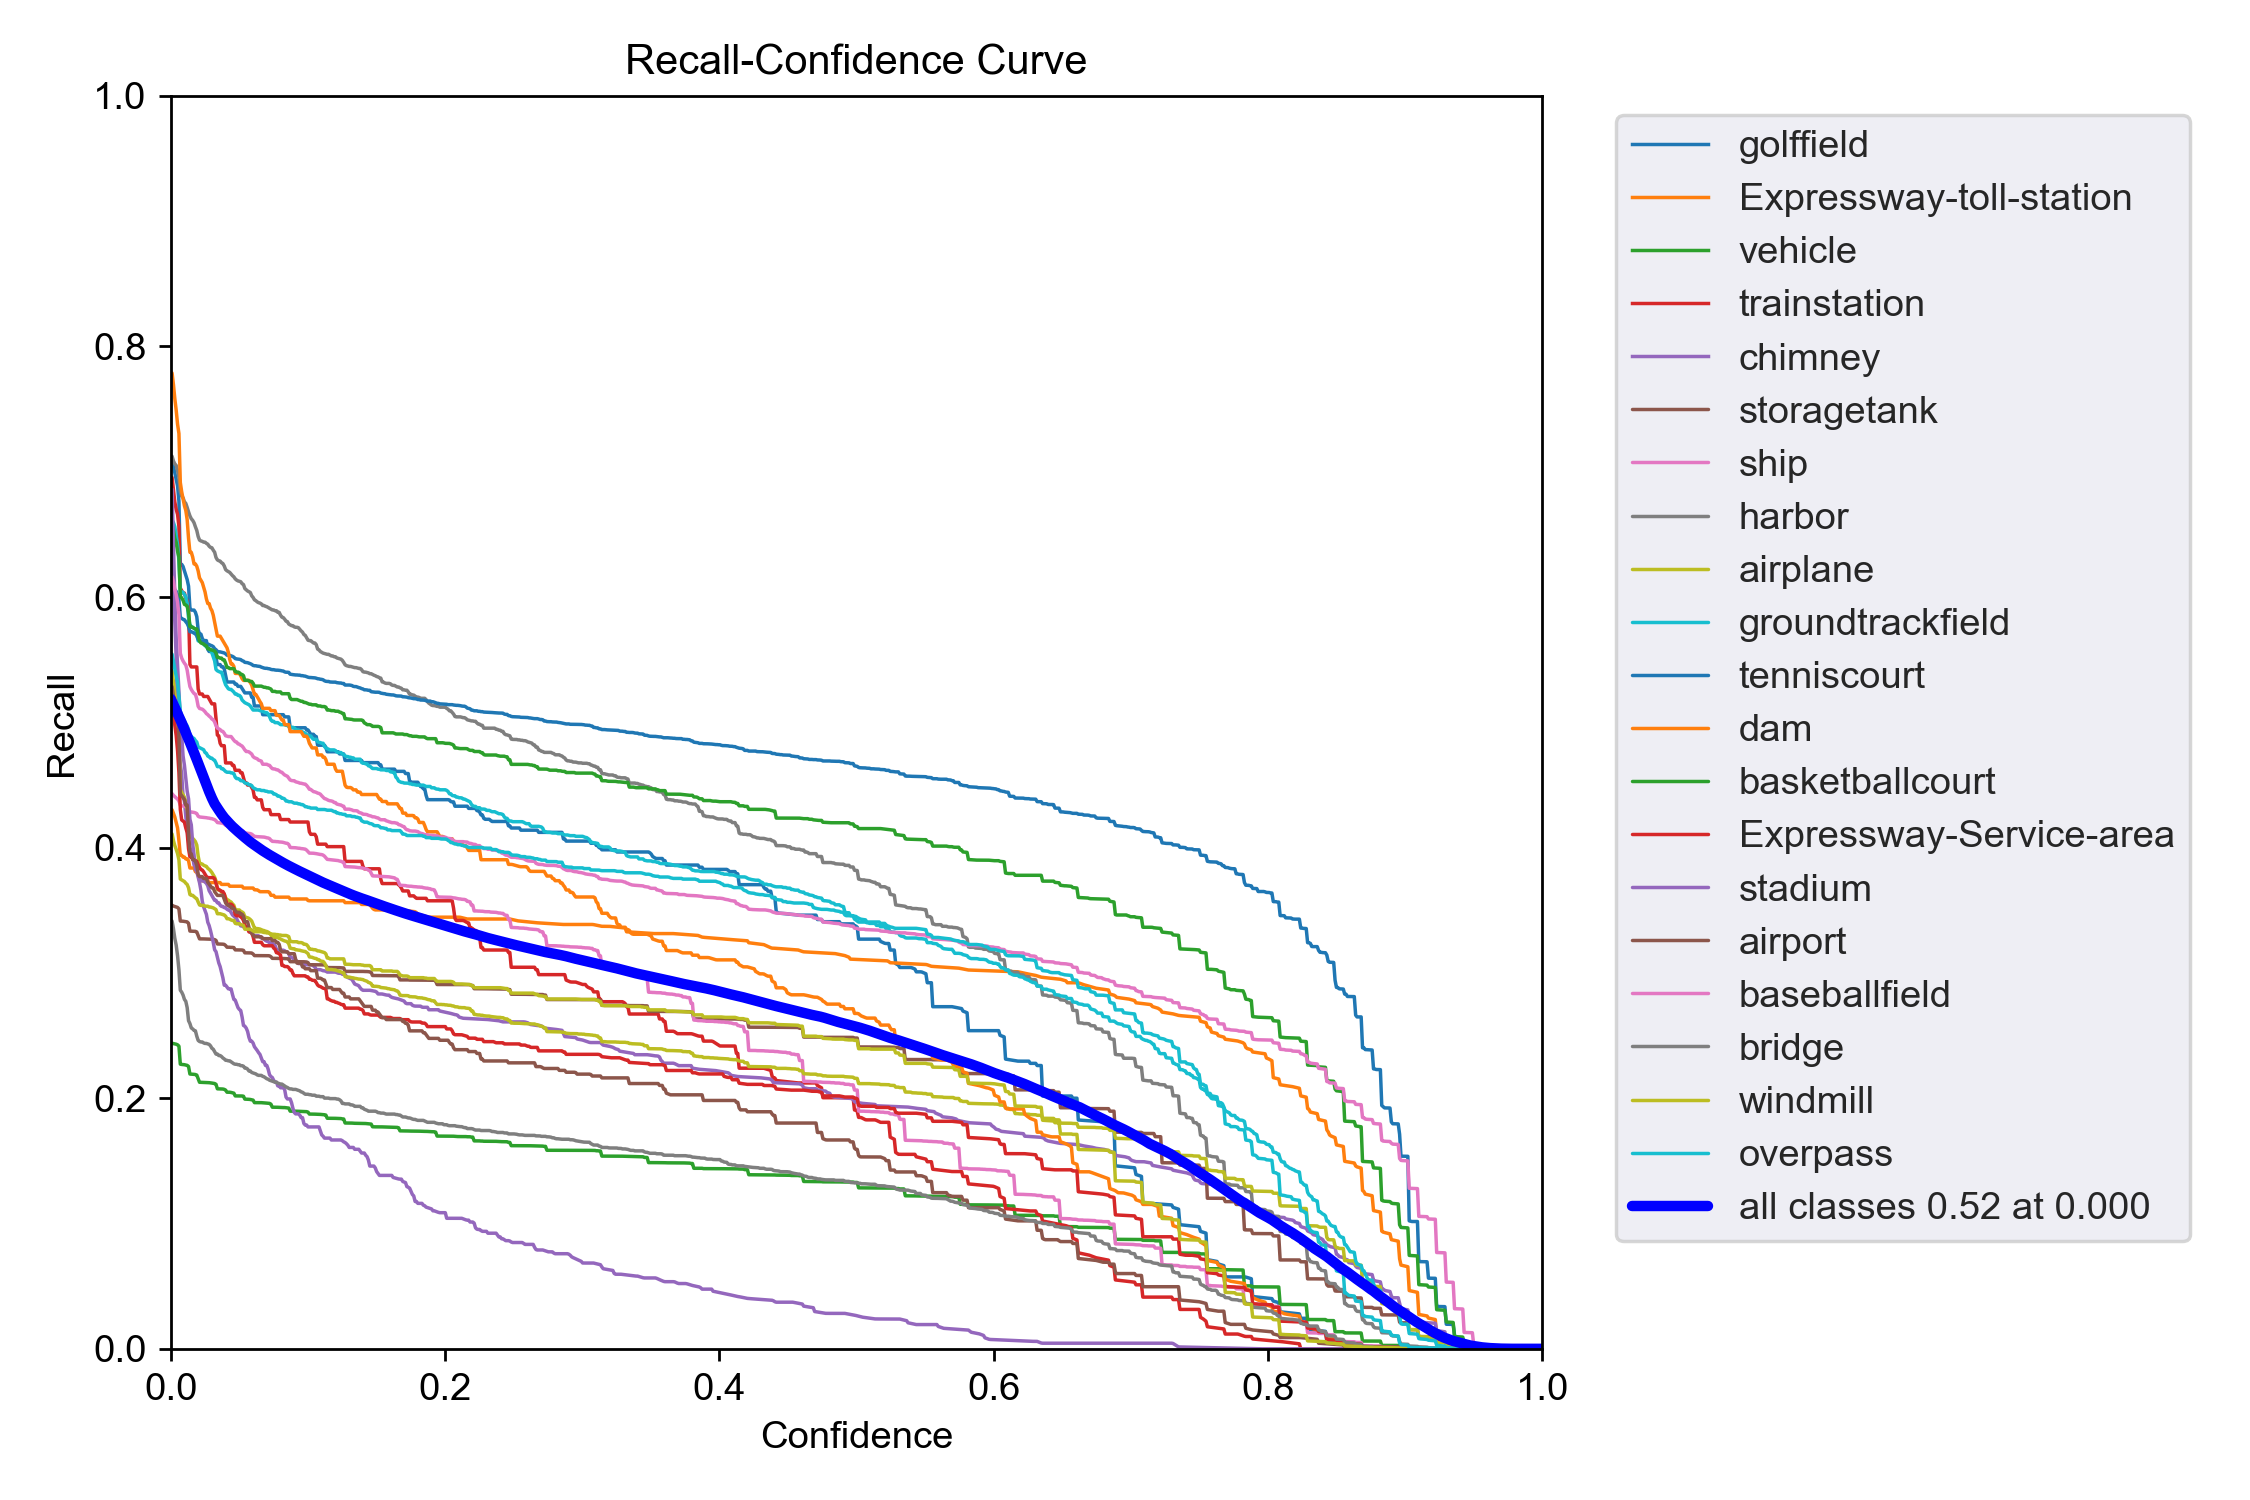 Recall-Confidence Curve
1.0
0.8
0.6
0.4
0.2
0.0
Recall
0.0 0.2 0.4 0.6 0.8 1.0
Confidence
golffield
Expressway-toll-station
vehicle
trainstation
chimney
storagetank
ship
harbor
airplane
groundtrackfield
tenniscourt
dam
basketballcourt
Expressway-Service-area
stadium
airport
baseballfield
bridge
windmill
overpass
all classes 0.52 at 0.000